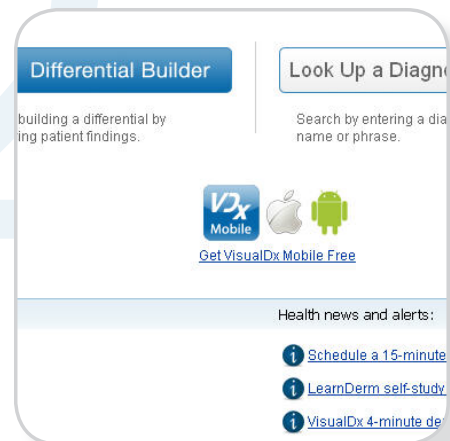 Differential Builder
Look Up a Diagn
building a differential by
ing patient findings.
Search by entering a dia
name or phrase.
VDx
Mobile
Get VisualDx Mobile Free
Health news and alerts:
Schedule a 15-minute
LearnDerm self-study
VisualDx 4-minute de